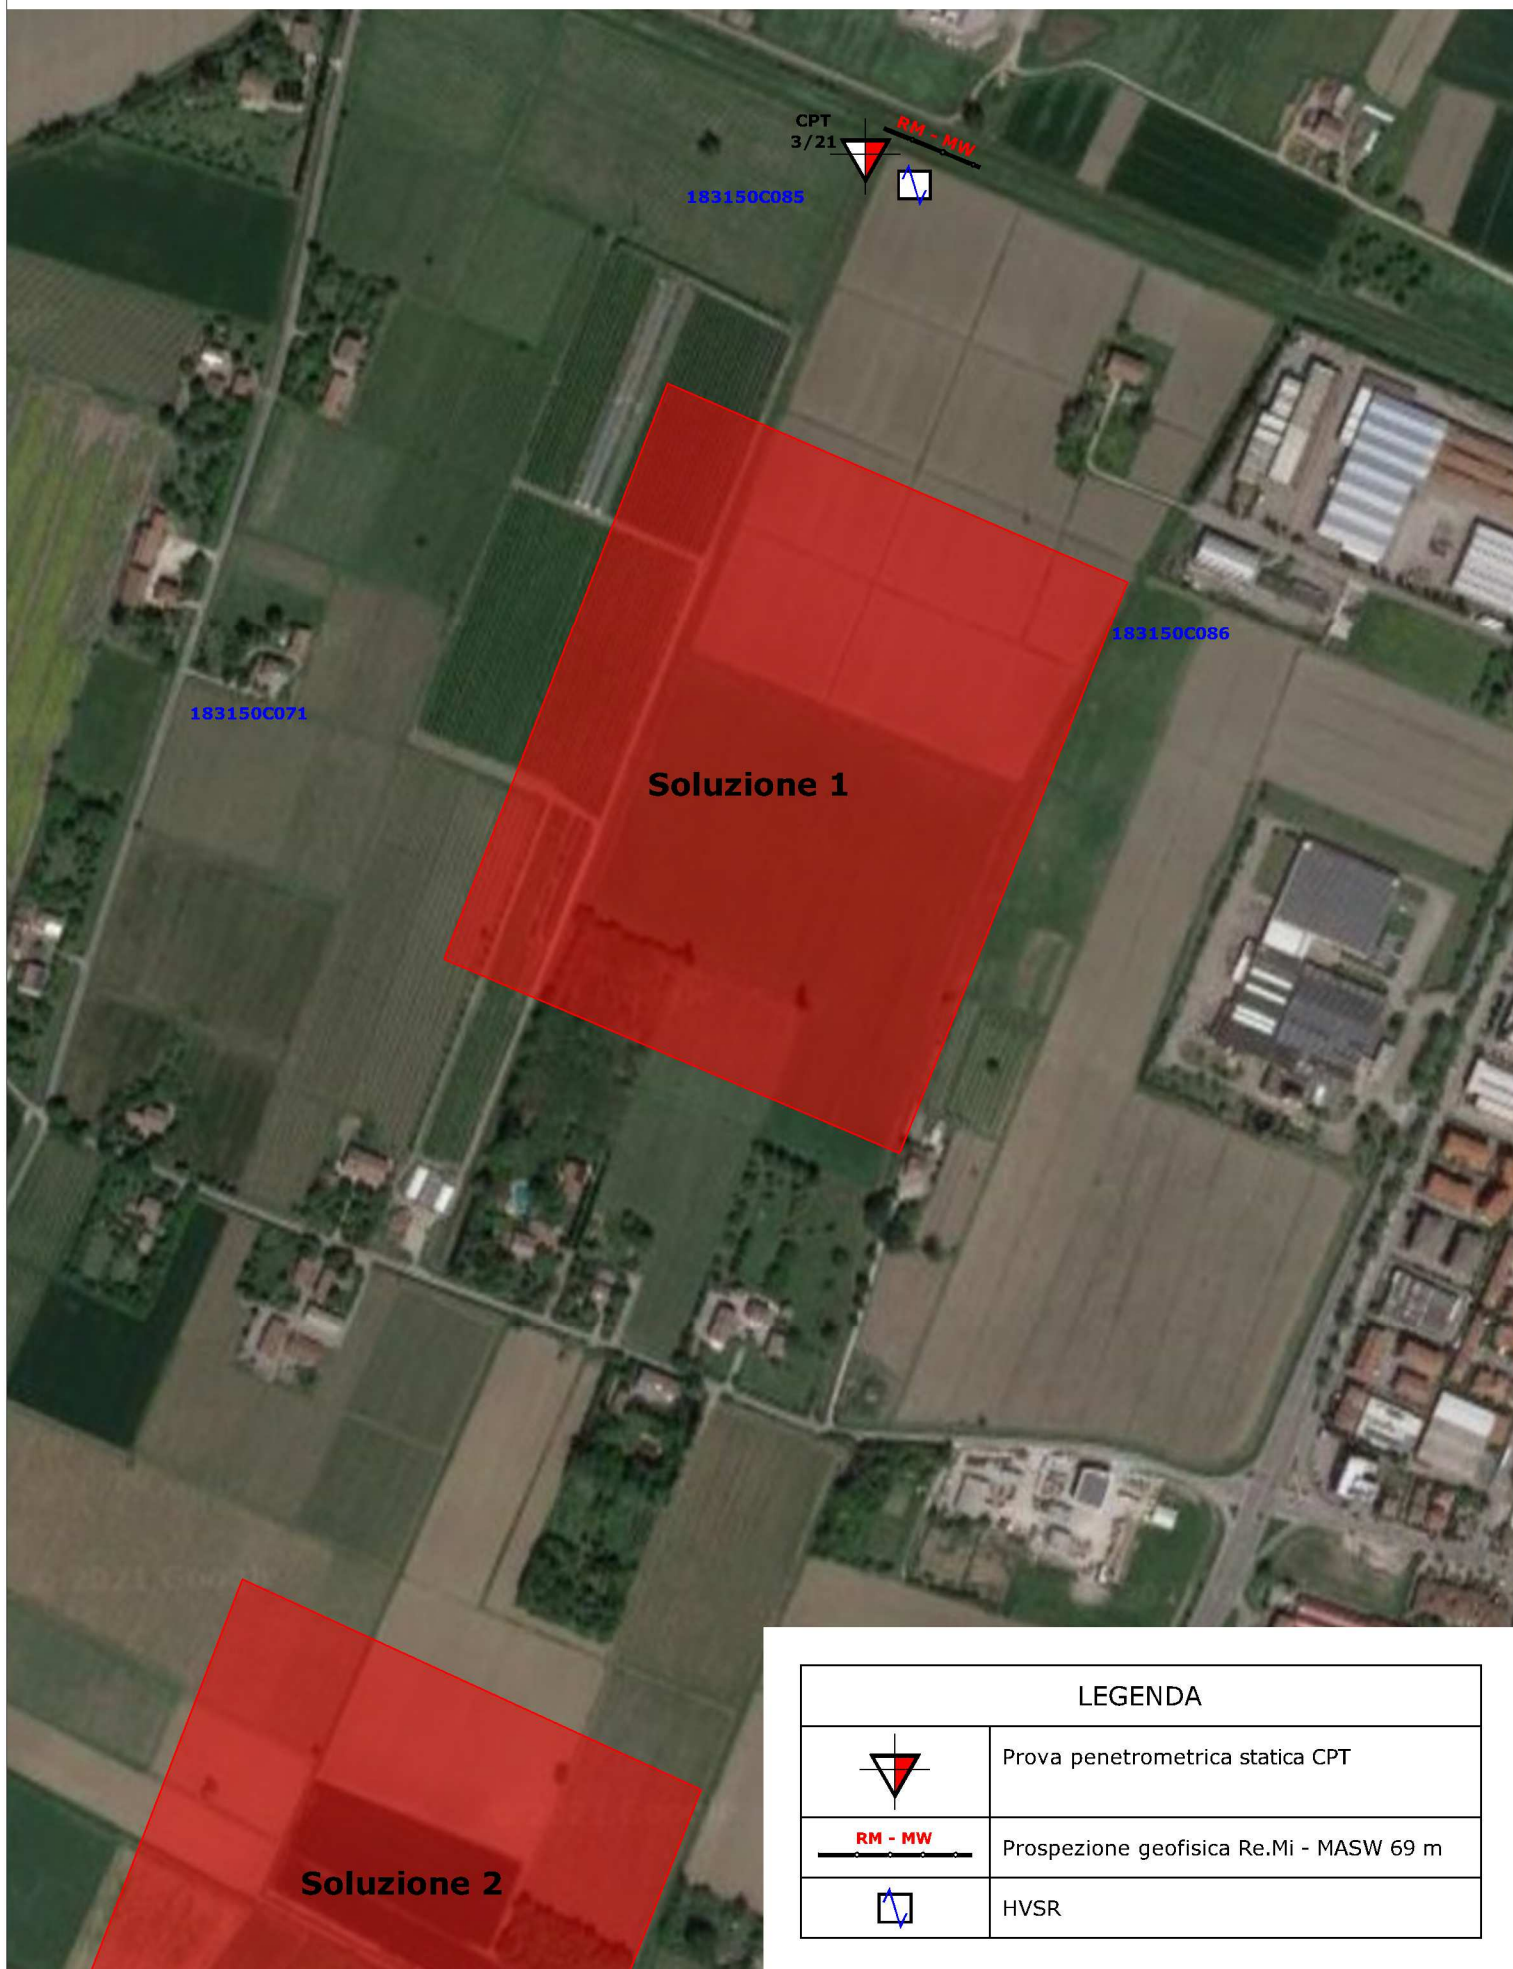 CPT
3/21
RM - MW
183150C085
183150C086
183150C071
Soluzione 1
Soluzione 2
LEGENDA
Prova penetrometrica statica CPT
RM - MW
Prospezione geofisica Re.Mi - MASW 69 m
HVSR